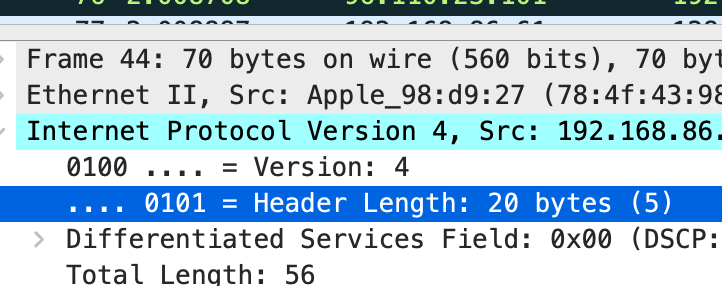 Frame 44: 70 bytes on wire (560 bits), 70 byt
Ethernet II, Src: Apple_98:d9:27 (78:4f:43:98
Internet Protocol Version 4, Src: 192.168.86.
0100 .... = Version: 4
.... 0101 = Header Length: 20 bytes (5)
Differentiated Services Field: 0x00 (DSCP:
Total Length: 56